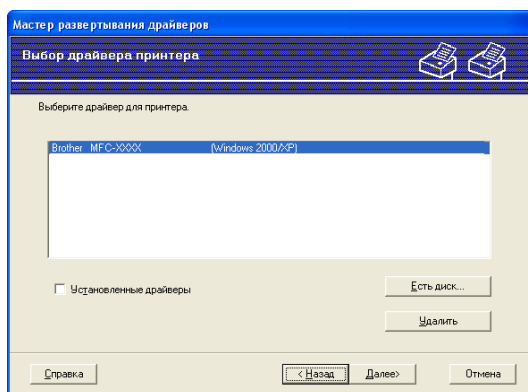 Мастер развертывания драйверов
Выбор драйвера принтера
Выберите драйвер для принтера.
Brother MFC-XXXX (Windows 2000/XP)
Установленные драйверы
Есть диск...
Удалить
Справка
< Назад
Далее>
Отмена